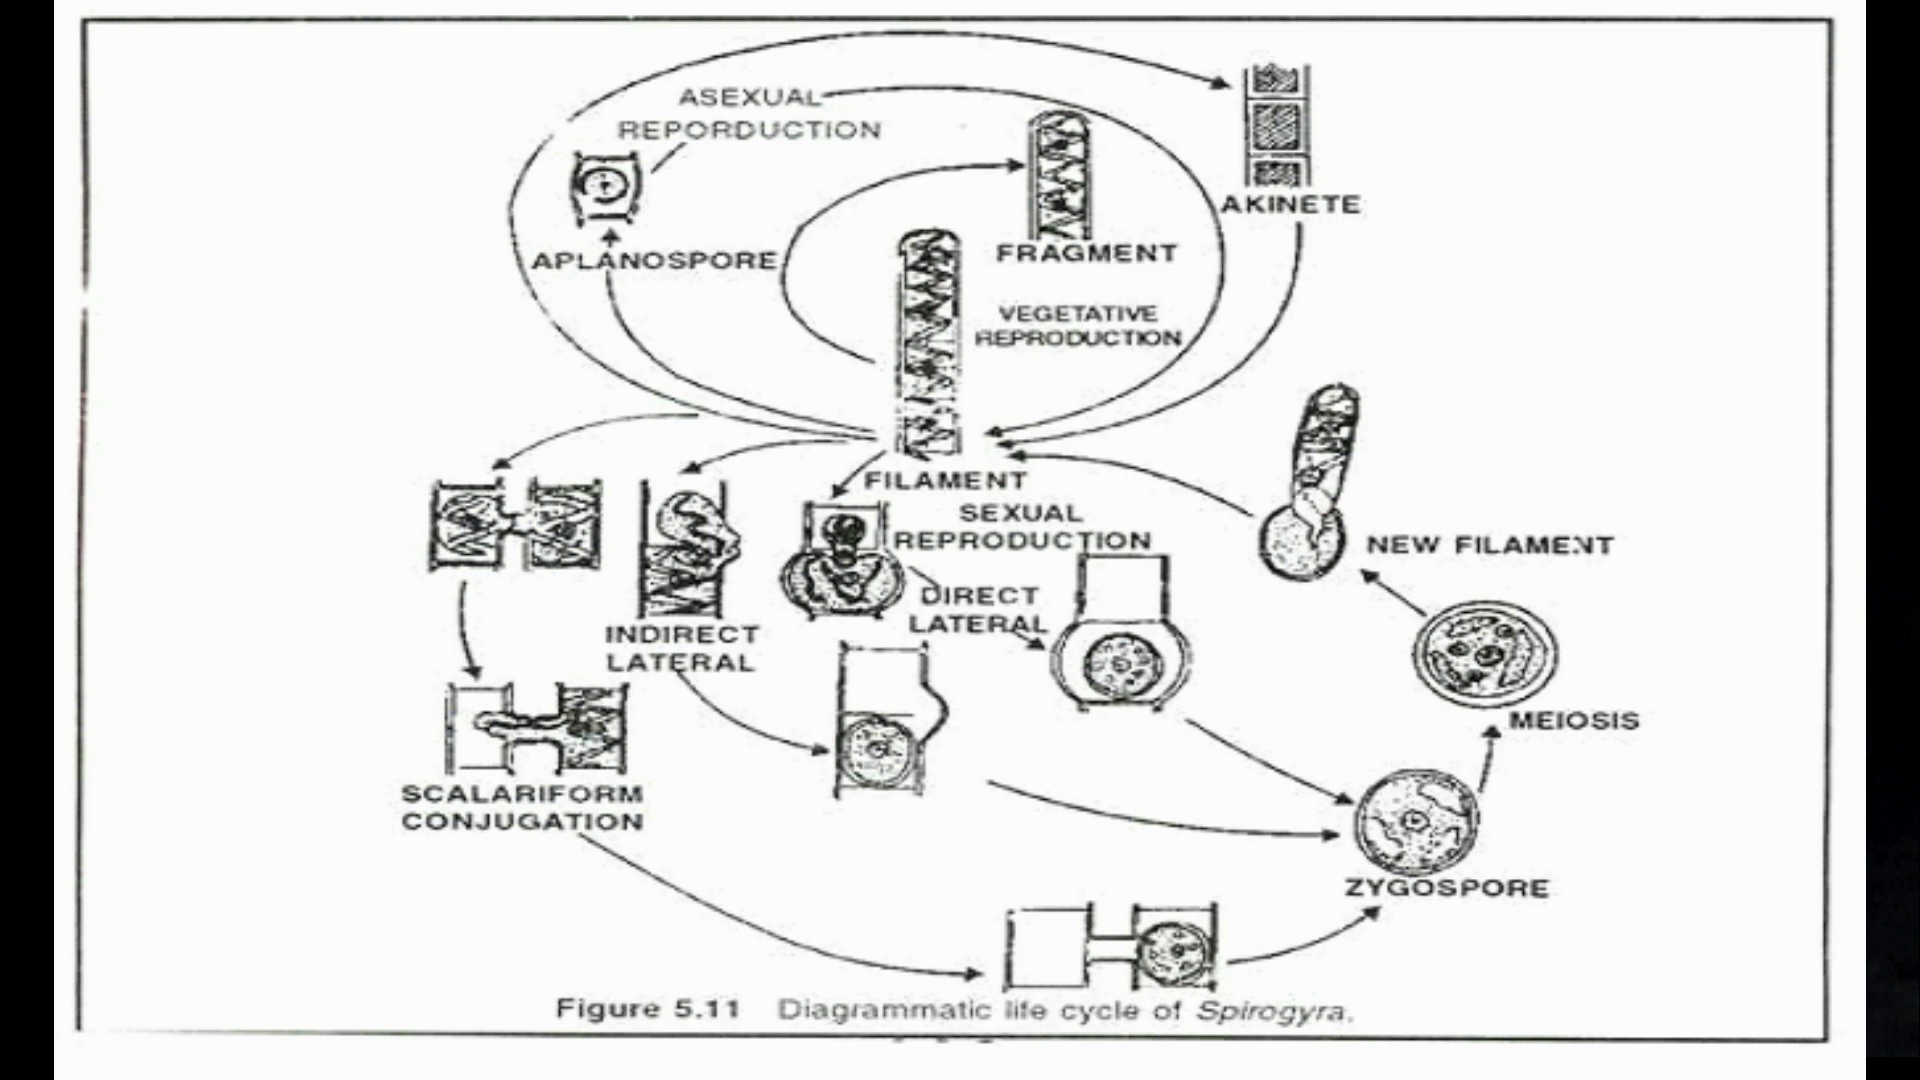 ASEXUAL
REPORDUCTION
APLANOSPORE
AKINETE
FRAGMENT
VEGETATIVE
REPRODUCTION
FILAMENT
SEXUAL
REPRODUCTION
DIRECT
LATERAL
INDIRECT
LATERAL
NEW FILAMENT
MEIOSIS
SCALARIFORM
CONJUGATION
ZYGOSPORE
Figure 5.11 Diagrammatic life cycle of Spirogyra.